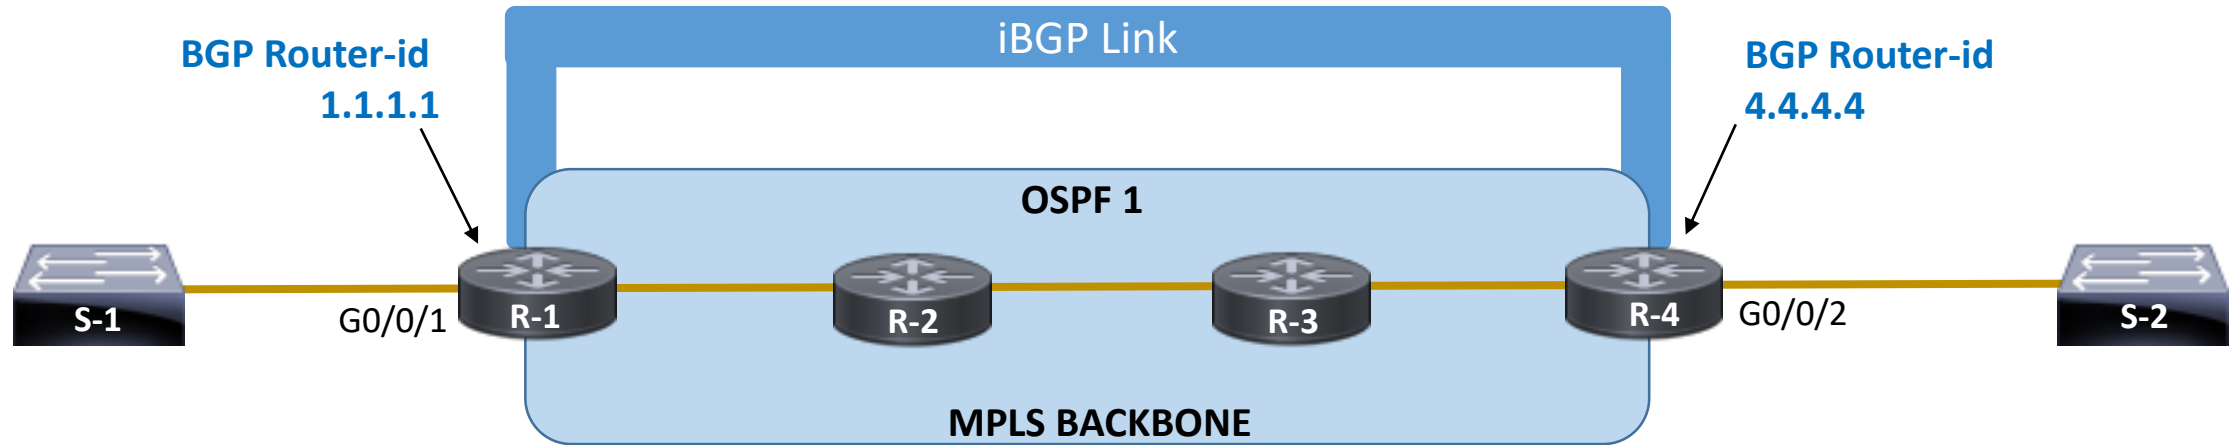 iBGP Link
BGP Router-id
1.1.1.1
BGP Router-id
4.4.4.4
OSPF 1
S-1
G0/0/1
R-1
R-2
R-3
R-4
G0/0/2
S-2
MPLS BACKBONE